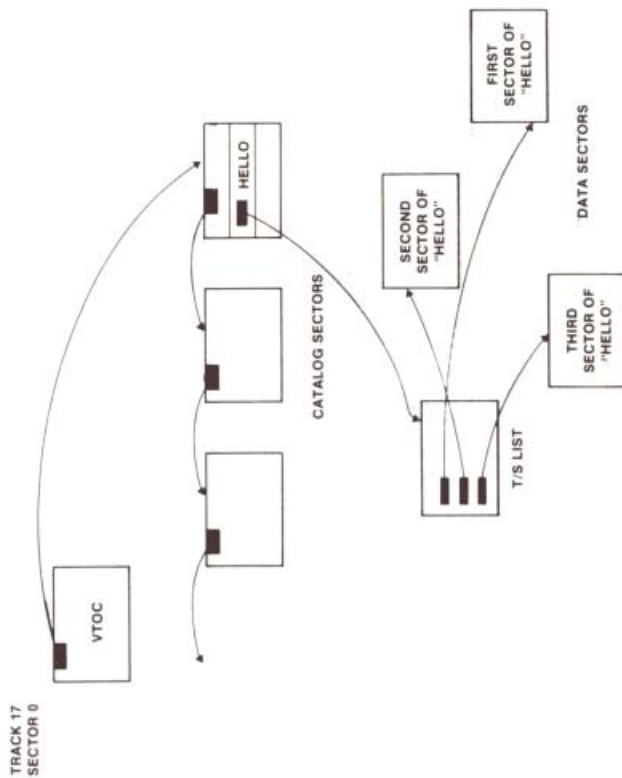 TRACK 17
SECTOR 0
VTOC
HELLO
CATALOG SECTORS
T/S LIST
FIRST
SECTOR OF
"HELLO"
SECOND
SECTOR OF
"HELLO"
THIRD
SECTOR OF
"HELLO"
DATA SECTORS